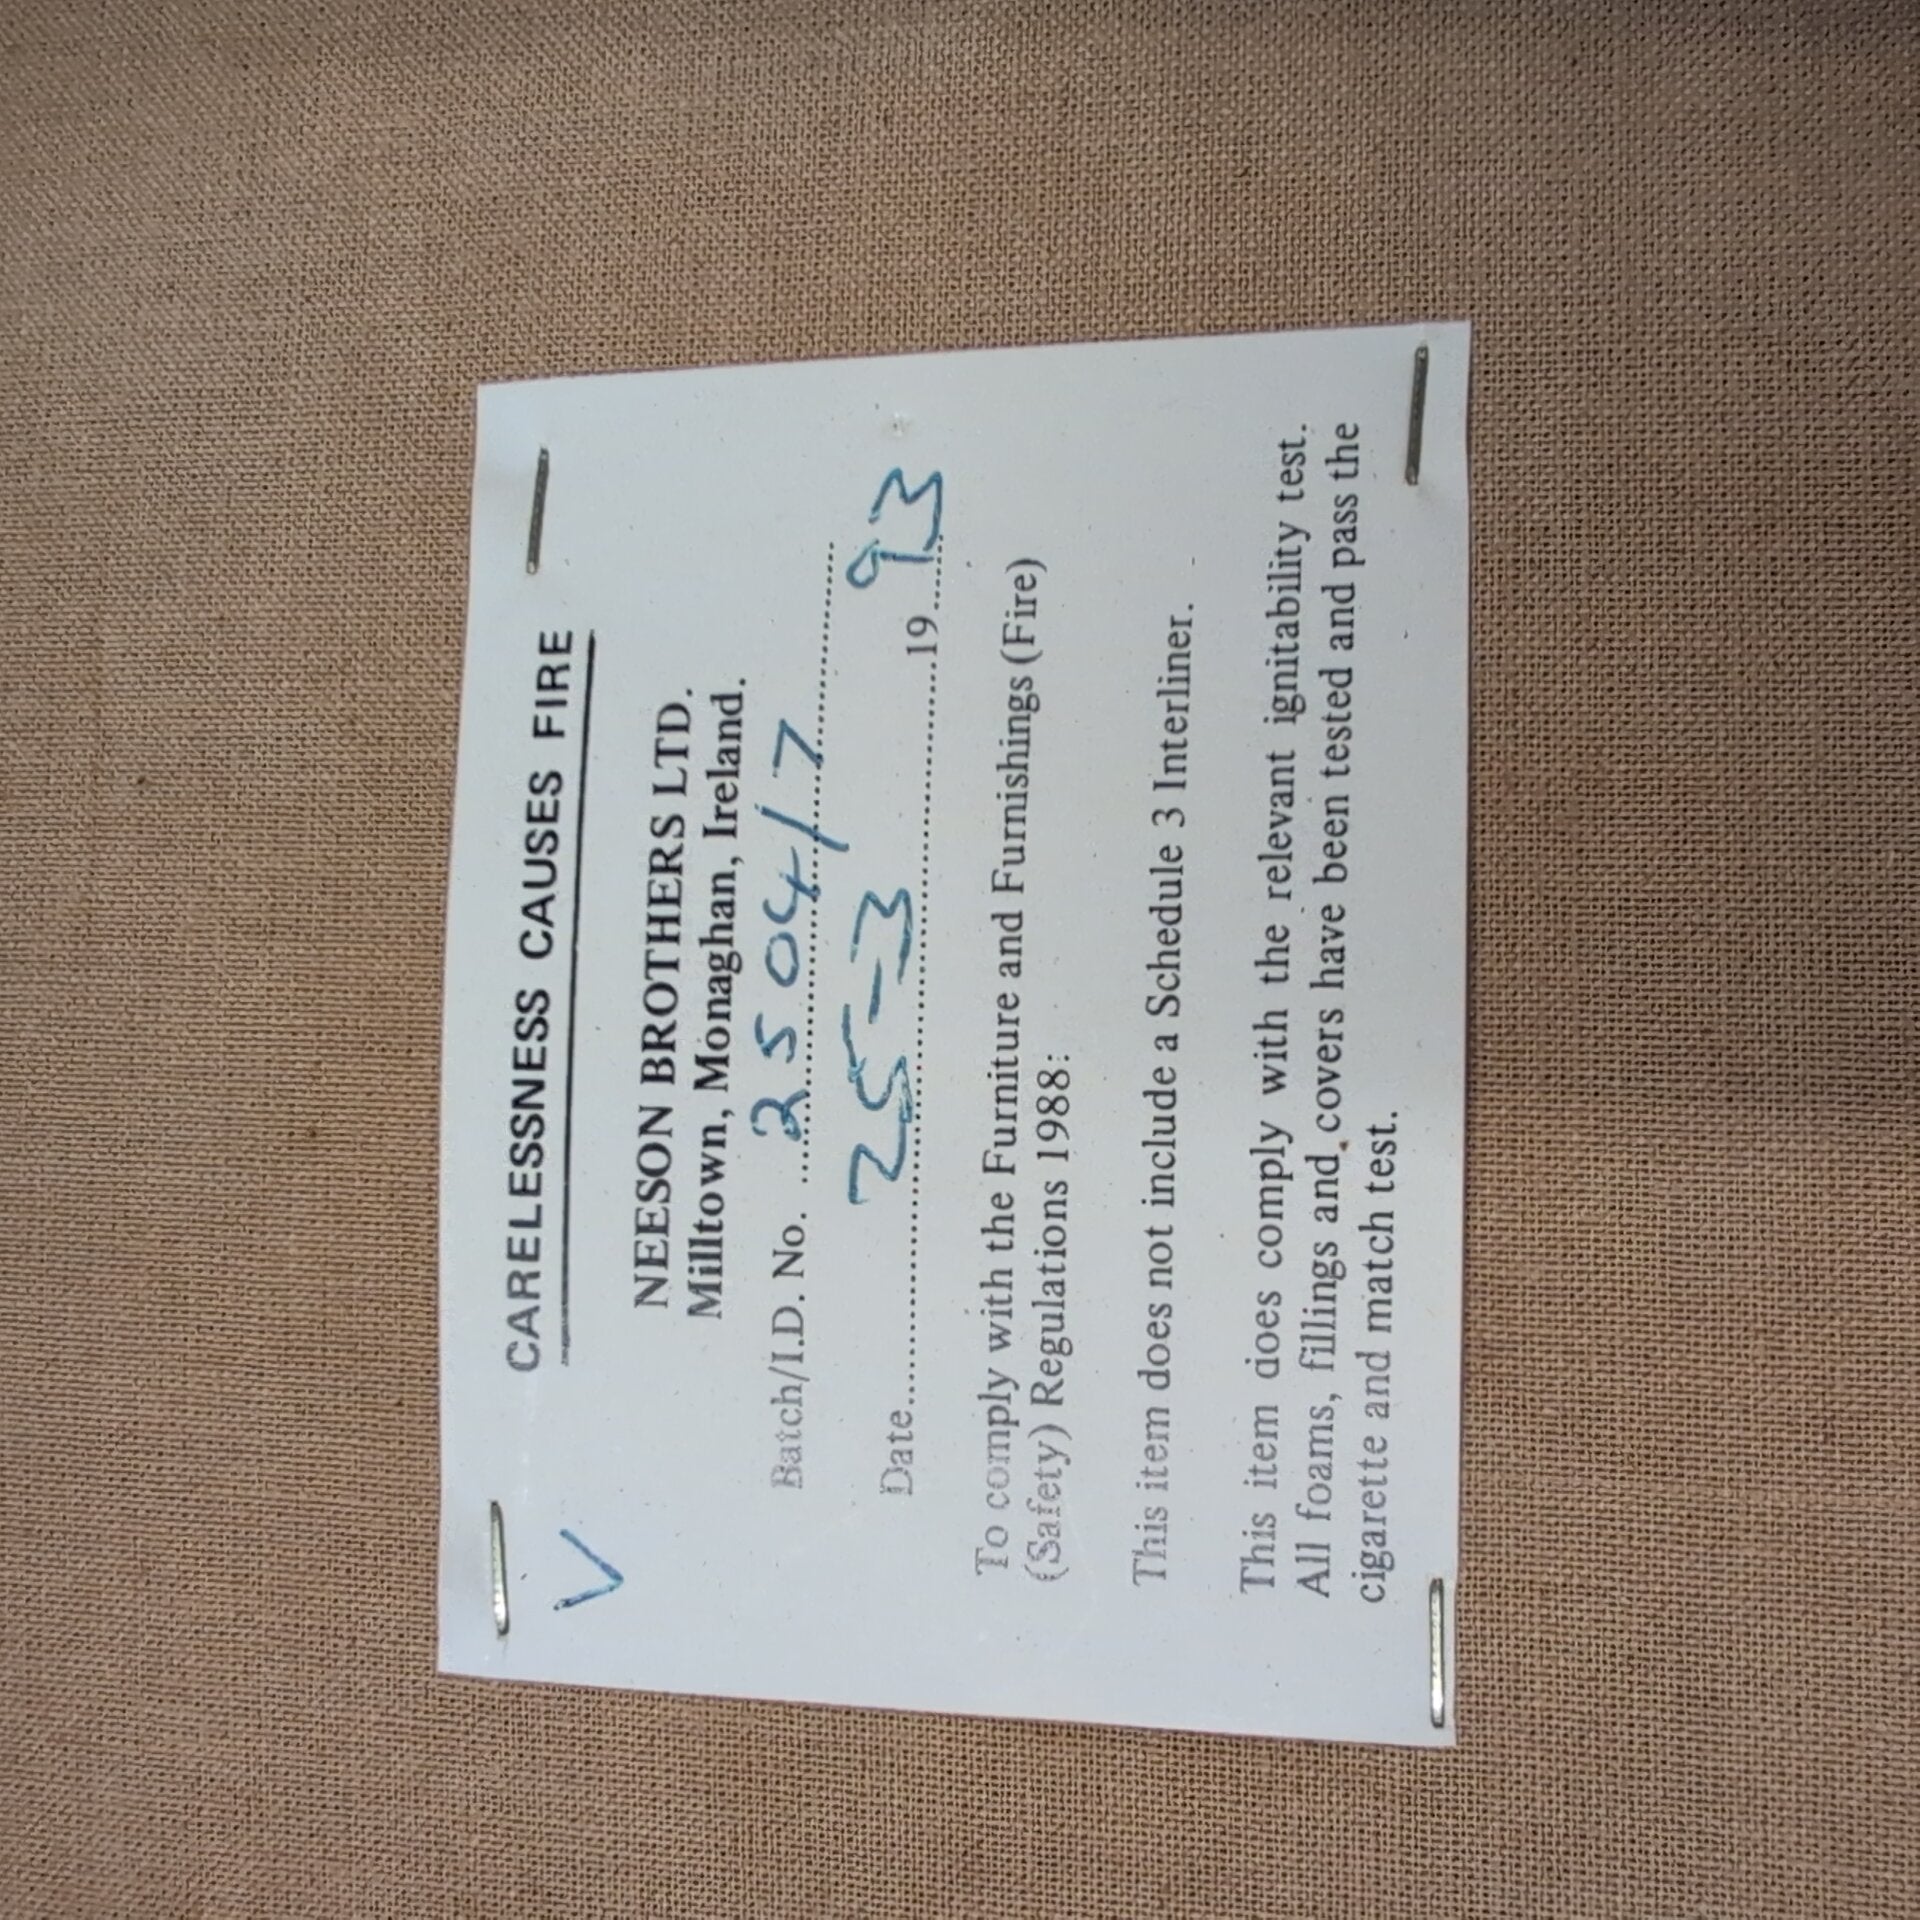 CARELESSNESS CAUSES FIRE
V
NEESON BROTHERS LTD.
Milltown, Monaghan, Ireland.
Batch/I.D. No. ....2504/7....
Date....25-3....19 93
To comply with the Furniture and Furnishings (Fire)
(Safety) Regulations 1988:
This item does not include a Schedule 3 Interliner.
This item does comply with the relevant ignitability test.
All foams, fillings and covers have been tested and pass the
cigarette and match test.